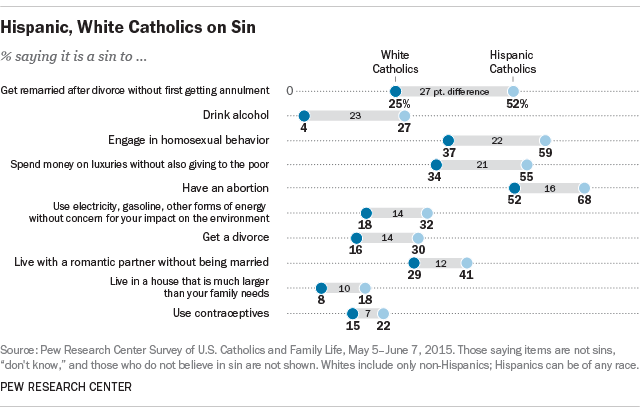 Hispanic, White Catholics on Sin
% saying it is a sin to ...
White Catholics
Hispanic Catholics
Get remarried after divorce without first getting annulment 0 27 pt. difference
25% 52%
Drink alcohol 23
4 27
Engage in homosexual behavior 22
37 59
Spend money on luxuries without also giving to the poor 21
34 55
Have an abortion 16
52 68
Use electricity, gasoline, other forms of energy
without concern for your impact on the environment 14
18 32
Get a divorce 14
16 30
Live with a romantic partner without being married 12
29 41
Live in a house that is much larger
than your family needs 10
8 18
Use contraceptives 7
15 22
Source: Pew Research Center Survey of U.S. Catholics and Family Life, May 5–June 7, 2015. Those saying items are not sins,
“don’t know,” and those who do not believe in sin are not shown. Whites include only non-Hispanics; Hispanics can be of any race.
PEW RESEARCH CENTER